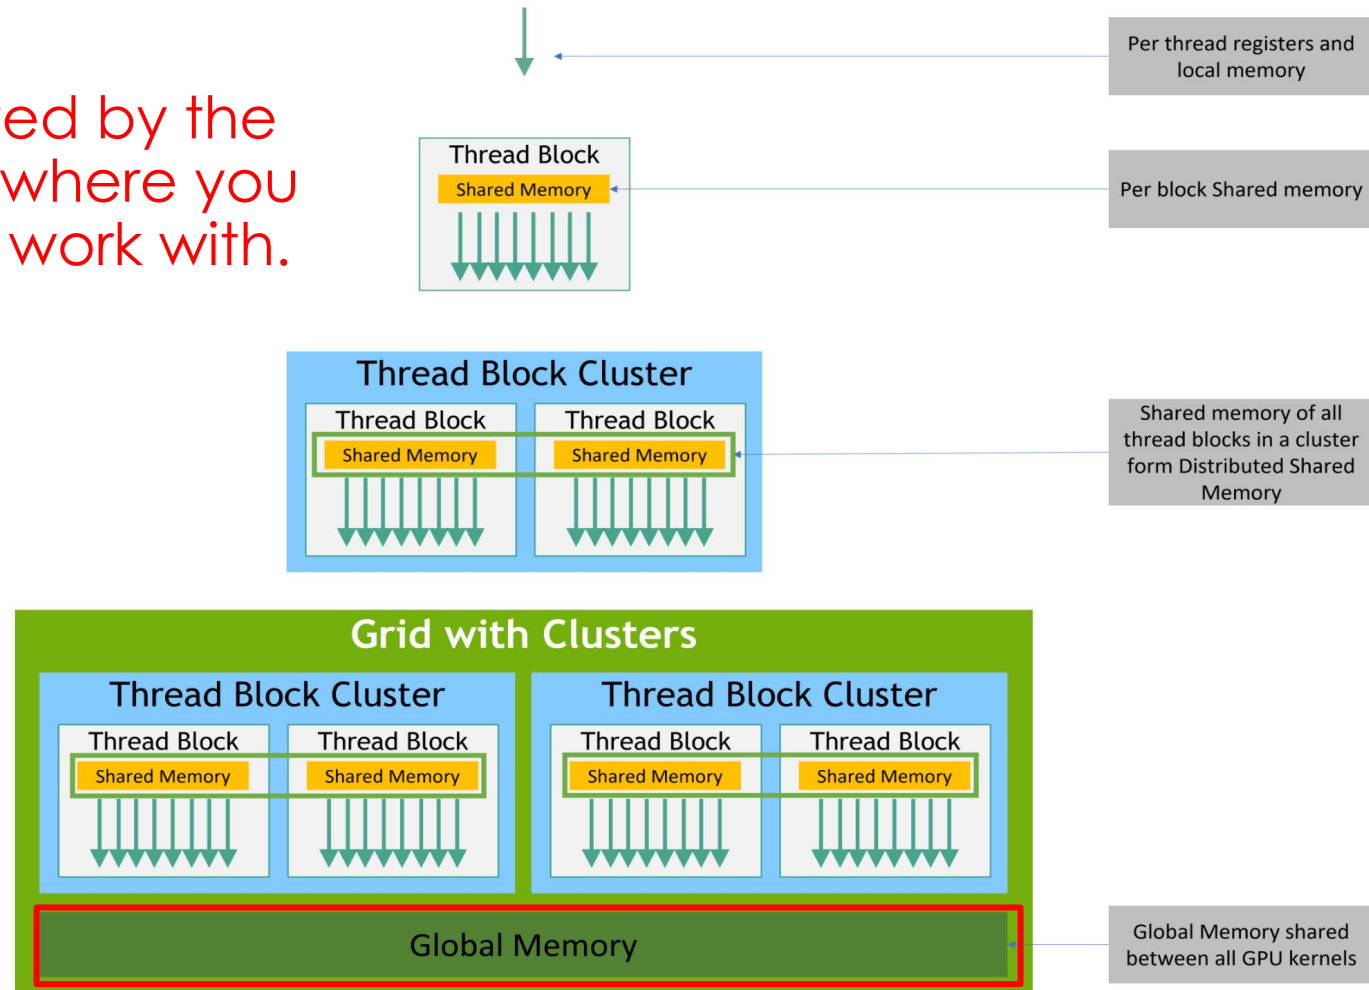 Per thread registers and
local memory
ted by the
where you
work with.
Thread Block
Shared Memory
Per block Shared memory
Thread Block Cluster
Thread Block
Thread Block
Shared Memory
Shared Memory
Shared memory of all
thread blocks in a cluster
form Distributed Shared
Memory
Grid with Clusters
Thread Block Cluster
Thread Block Cluster
Thread Block
Thread Block
Thread Block
Thread Block
Shared Memory
Shared Memory
Shared Memory
Shared Memory
Global Memory
Global Memory shared
between all GPU kernels